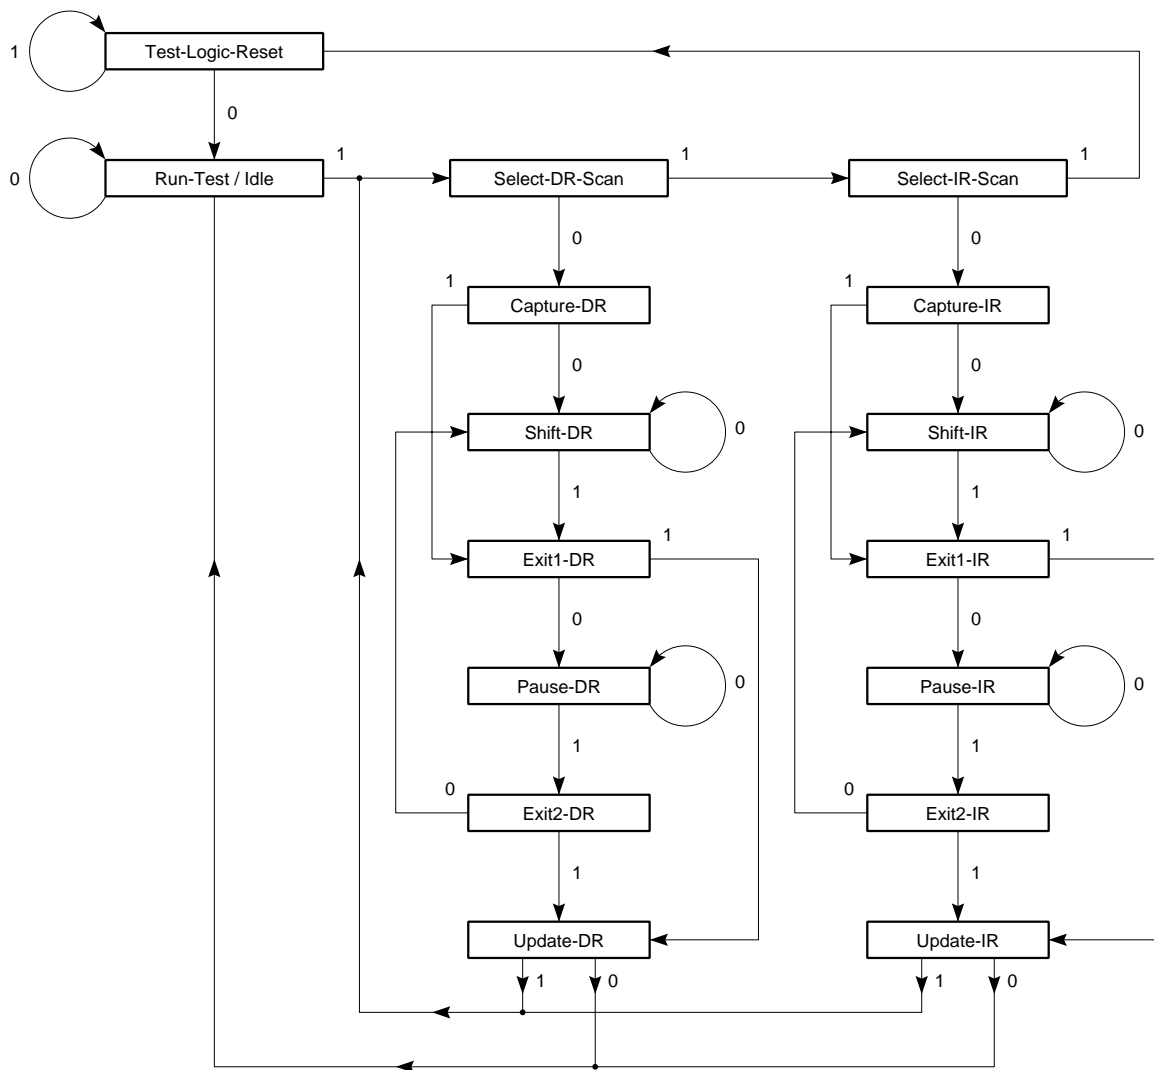 1
Test-Logic-Reset
0
0
Run-Test / Idle
1
Select-DR-Scan
1
Select-IR-Scan
1
0
0
1
Capture-DR
1
Capture-IR
0
0
Shift-DR
0
Shift-IR
0
1
1
Exit1-DR
1
Exit1-IR
1
0
0
Pause-DR
0
Pause-IR
0
1
1
0
Exit2-DR
0
Exit2-IR
1
1
Update-DR
Update-IR
1
0
1
0